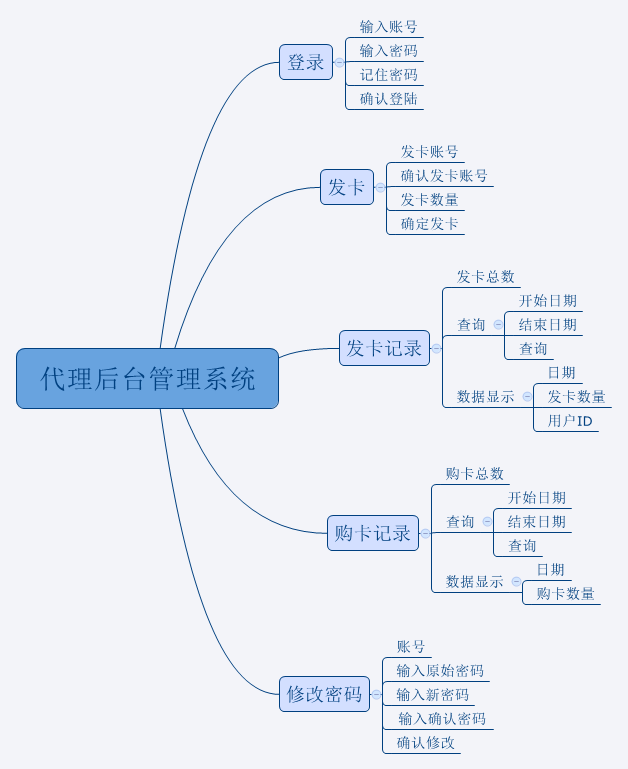 代理后台管理系统
登录
输入账号
输入密码
记住密码
确认登陆
发卡
发卡账号
确认发卡账号
发卡数量
确定发卡
发卡记录
发卡总数
查询
开始日期
结束日期
查询
数据显示
日期
发卡数量
用户ID
购卡记录
购卡总数
查询
开始日期
结束日期
查询
数据显示
日期
购卡数量
修改密码
账号
输入原始密码
输入新密码
输入确认密码
确认修改